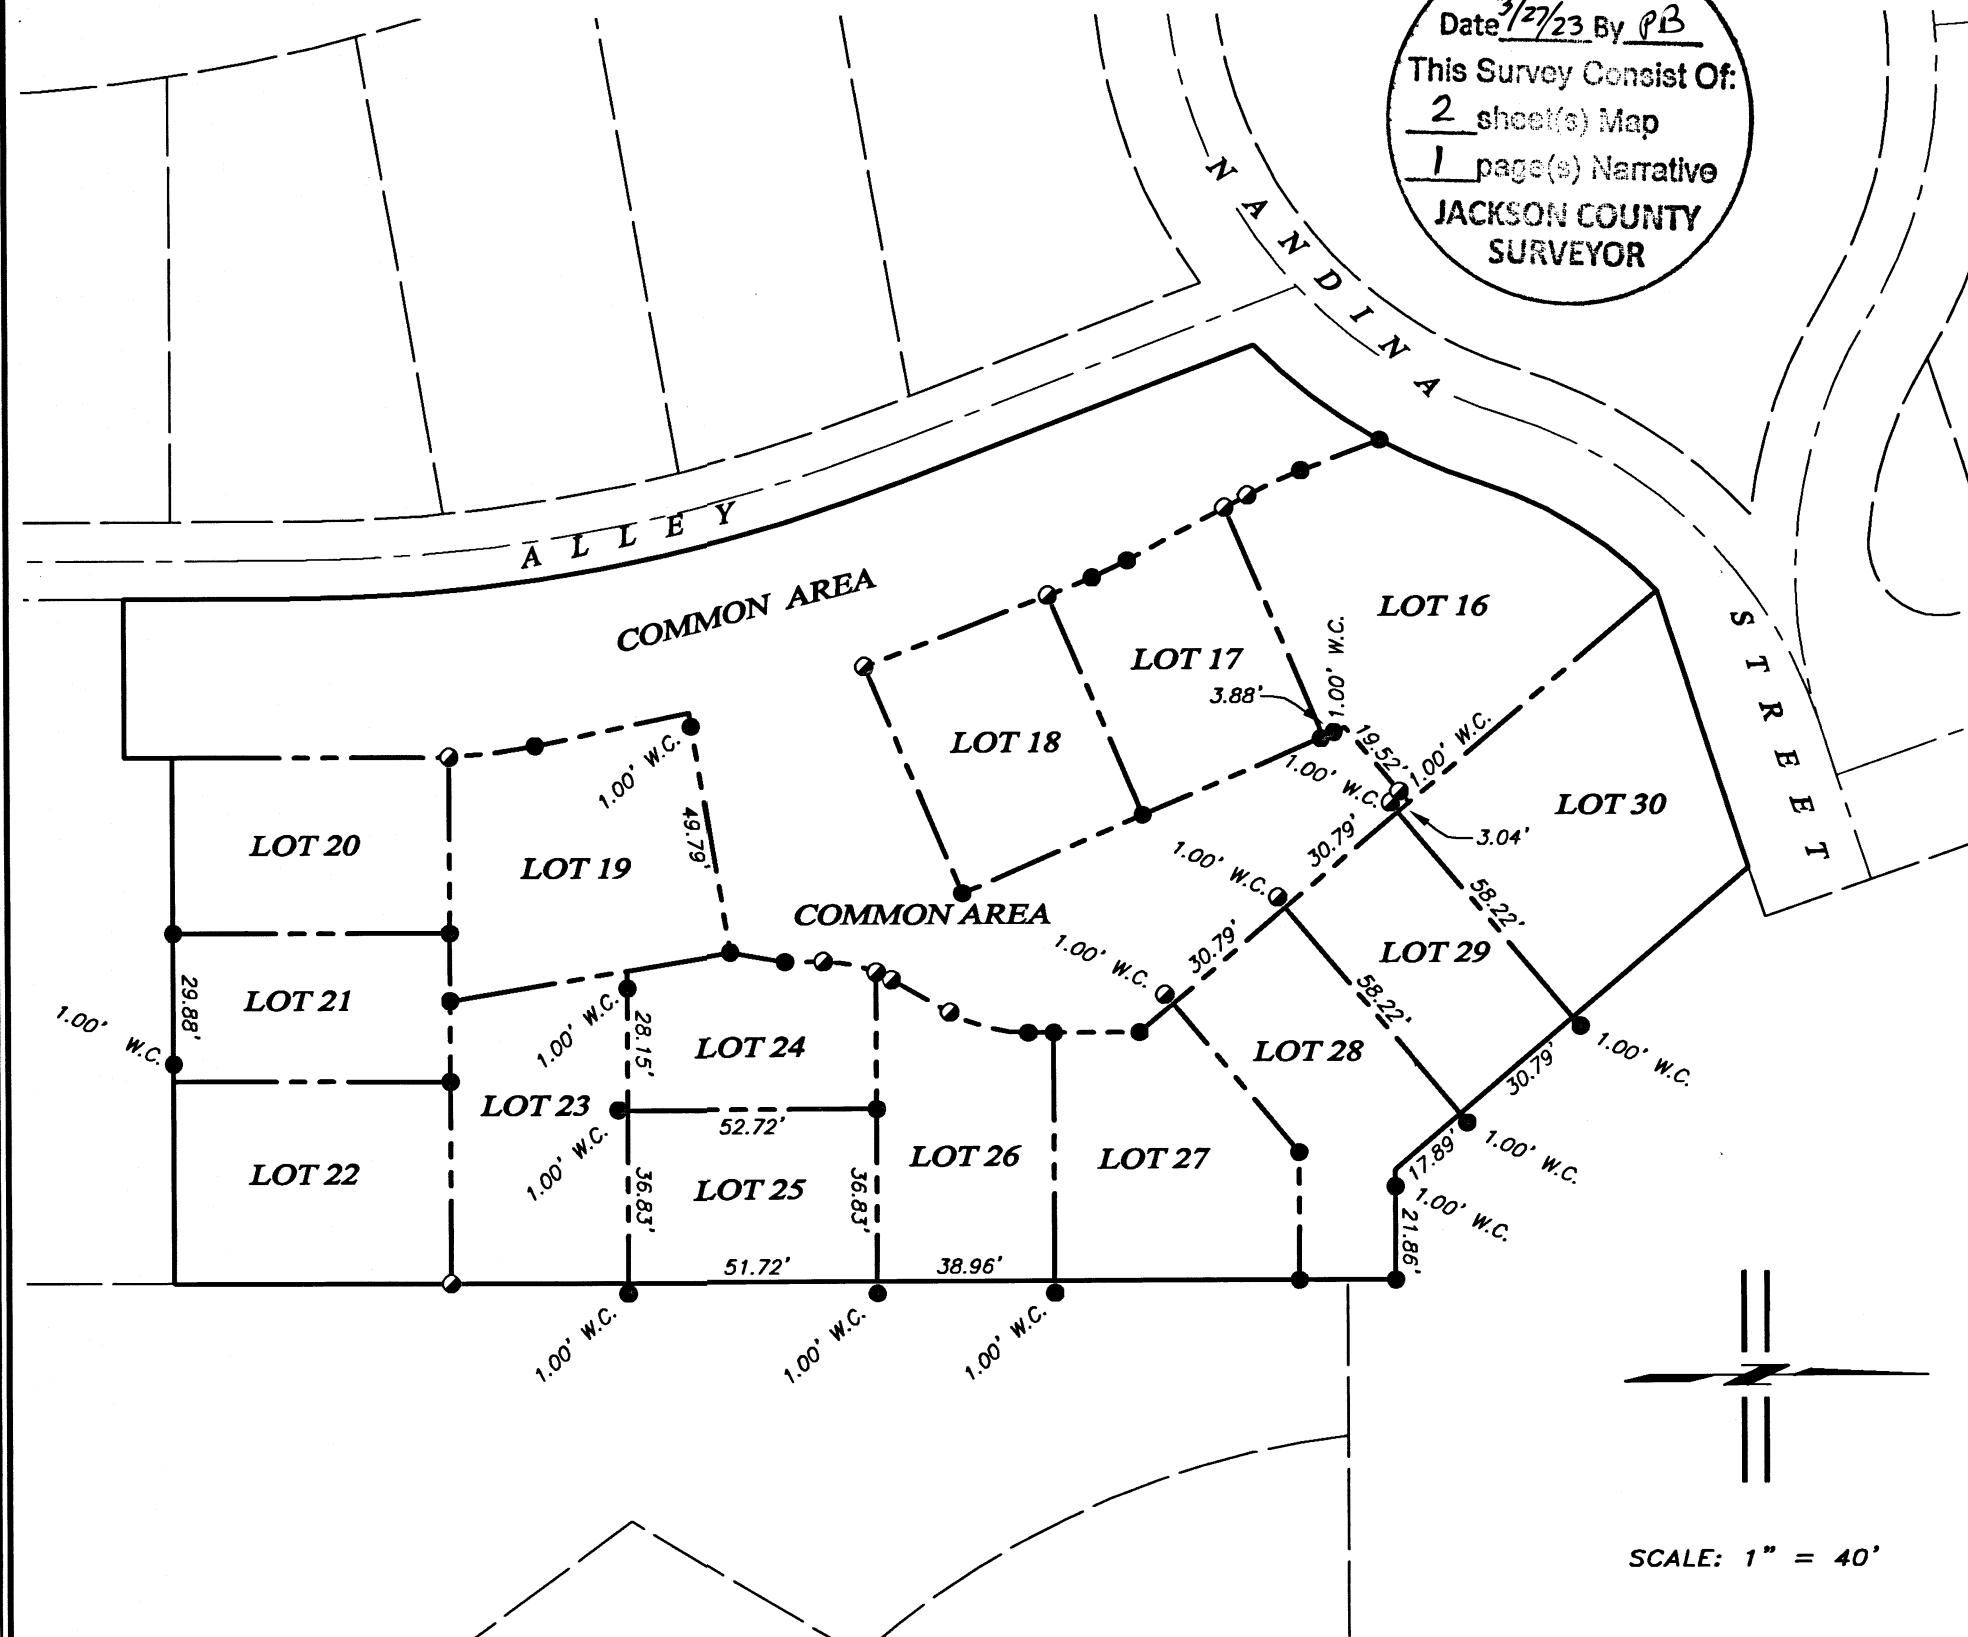 Date 3/27/23 By PB
This Survey Consist Of:
2 sheet(s) Map
1 page(s) Narrative
JACKSON COUNTY
SURVEYOR
NANDINA
STREET
ALLEY
COMMON AREA
LOT 16
LOT 17
3.88'
1.00' W.C.
19.52'
1.00' W.C.
1.00' W.C.
LOT 18
LOT 30
3.04'
1.00' W.C.
49.79'
LOT 20
LOT 19
30.79'
1.00' W.C.
58.22'
COMMON AREA
LOT 29
30.79'
1.00' W.C.
58.22'
LOT 21
29.88'
1.00' W.C.
1.00' W.C.
28.15'
LOT 24
LOT 28
1.00' W.C.
30.79'
LOT 23
52.72'
1.00' W.C.
LOT 26
LOT 27
1.00' W.C.
17.89'
LOT 22
36.83'
LOT 25
36.83'
1.00' W.C.
21.86'
51.72'
38.96'
1.00' W.C.
1.00' W.C.
1.00' W.C.
SCALE: 1" = 40'